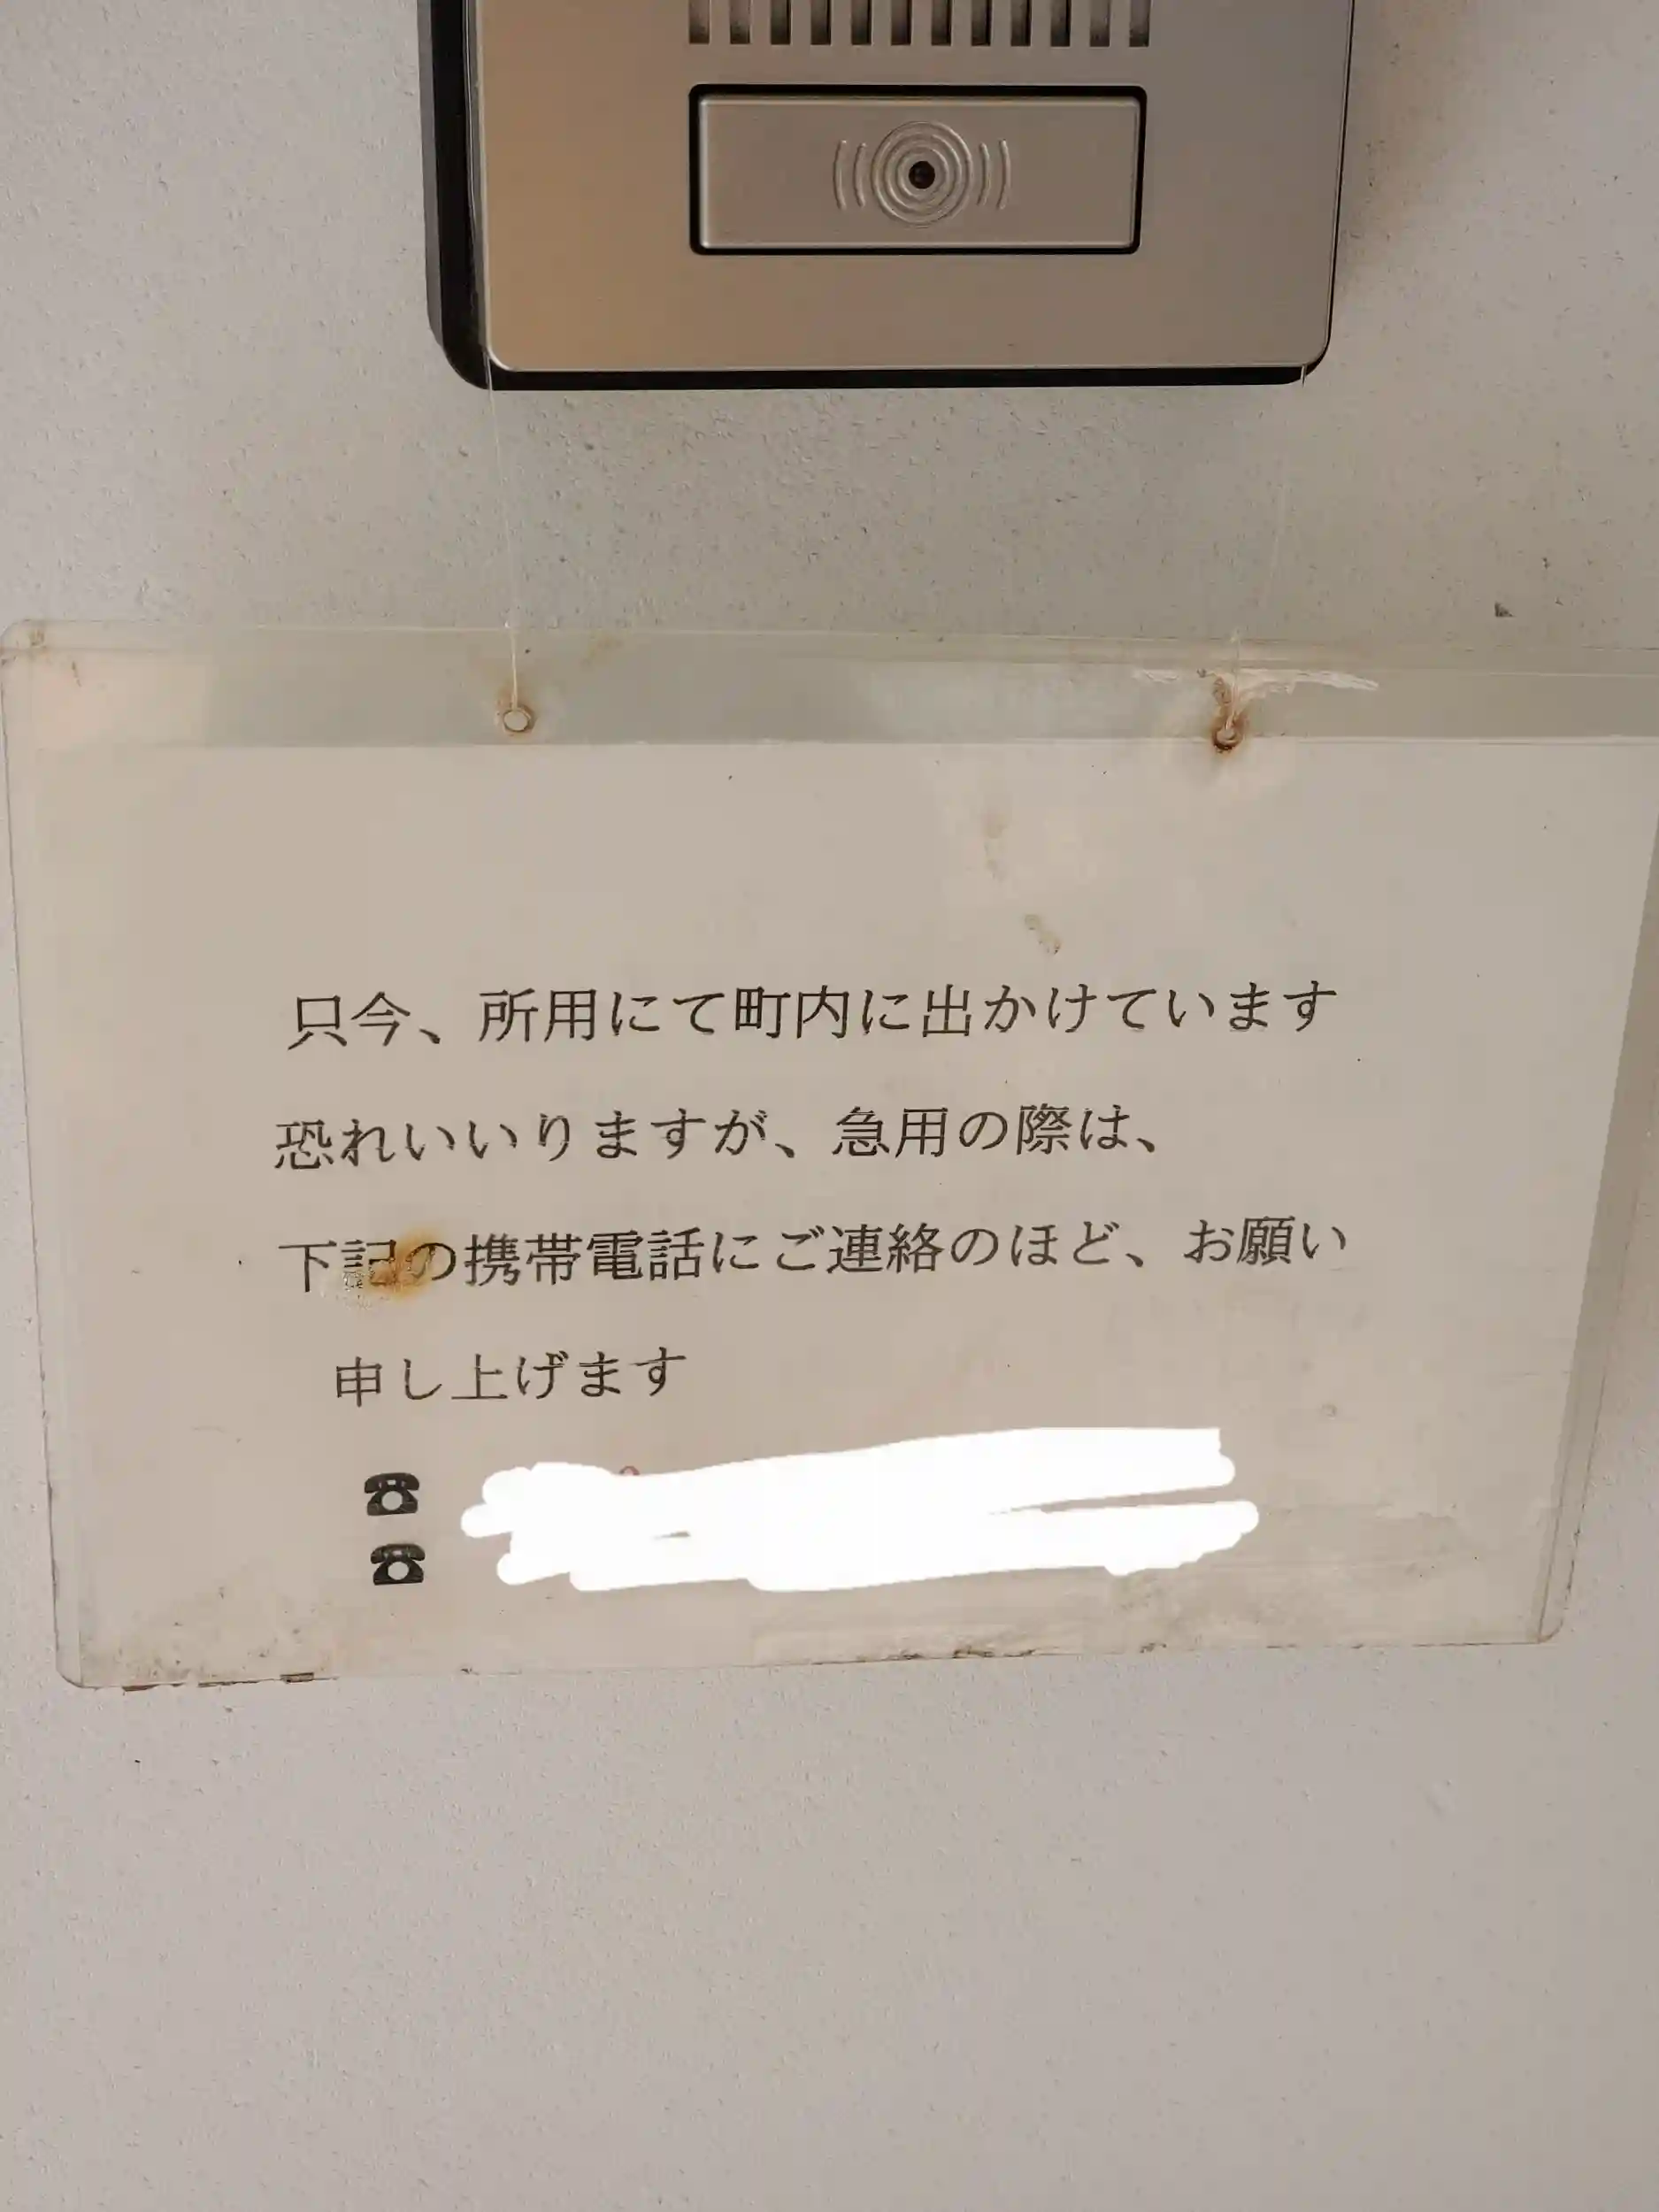 只今、所用にて町内に出かけています
恐れいいりますが、急用の際は、
下記の携帯電話にご連絡のほど、お願い
申し上げます
☎
☎